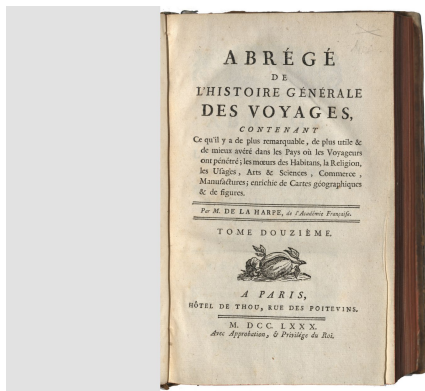 ABRÉGÉ
DE
L'HISTOIRE GÉNÉRALE
DES VOYAGES,
CONTENANT
Ce qu'il y a de plus remarquable, de plus utile &
de mieux avéré dans les Pays où les Voyageurs
ont pénétré ; les mœurs des Habitans, la Religion,
les Usages, Arts & Sciences, Commerce,
Manufactures; enrichie de Cartes géographiques
& de figures.
Par M. DE LA HARPE, de l'Académie Françoise.
TOME DOUZIÈME.
A PARIS,
HÔTEL DE THOU, RUE DES POITEVINS.
M. DCC. LXXX.
Avec Approbation, & Privilége du Roi.